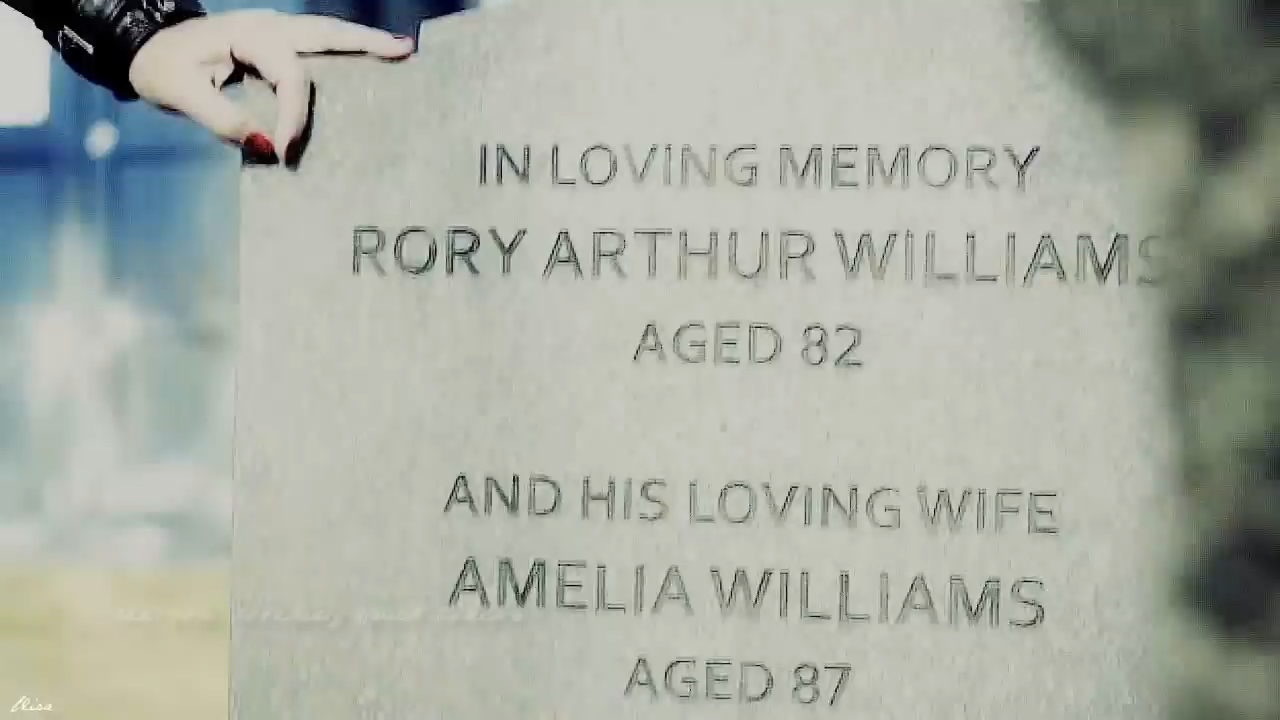 IN LOVING MEMORY
RORY ARTHUR WILLIAMS
AGED 82
AND HIS LOVING WIFE
AMELIA WILLIAMS
AGED 87